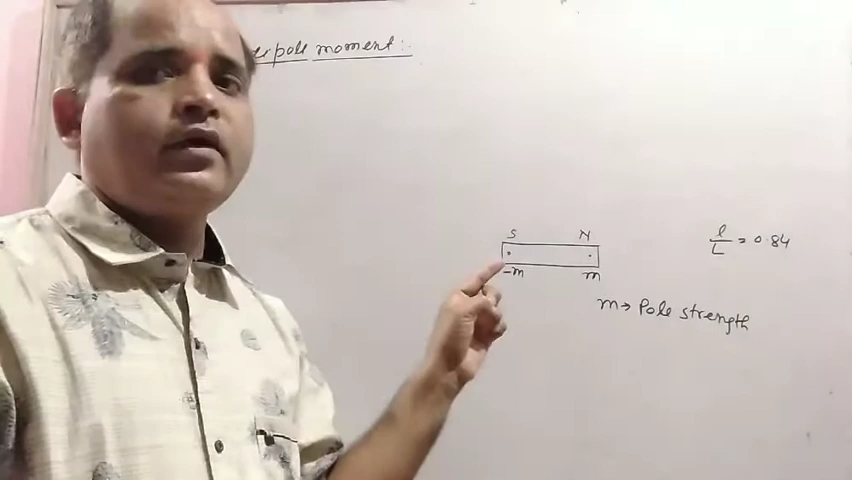 pole moment :-
S N
-m m
l/L = 0.84
m → Pole strength